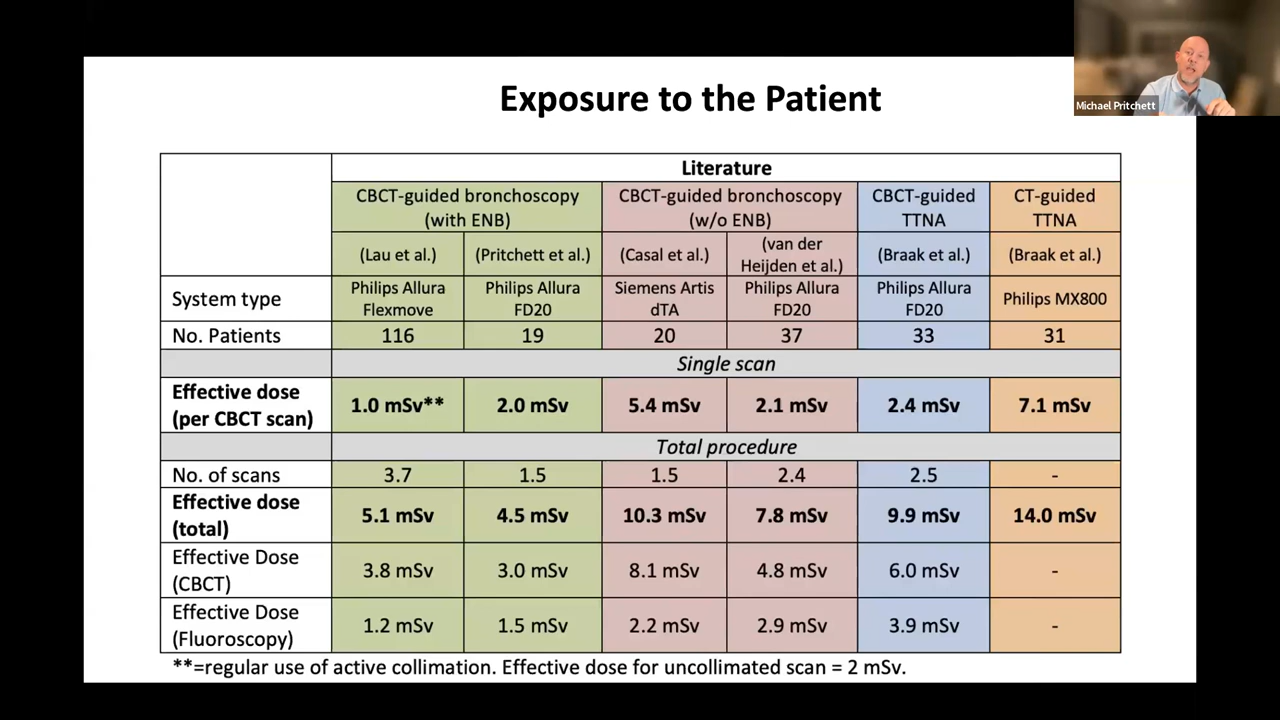 Michael Pritchett
Exposure to the Patient
Literature
CBCT-guided bronchoscopy
(with ENB)
CBCT-guided bronchoscopy
(w/o ENB)
CBCT-guided
TTNA
CT-guided
TTNA
(Lau et al.)
(Pritchett et al.)
(Casal et al.)
(van der
Heijden et al.)
(Braak et al.)
(Braak et al.)
System type
Philips Allura
Flexmove
Philips Allura
FD20
Siemens Artis
dTA
Philips Allura
FD20
Philips Allura
FD20
Philips MX800
No. Patients
116
19
20
37
33
31
Single scan
Effective dose
(per CBCT scan)
1.0 mSv**
2.0 mSv
5.4 mSv
2.1 mSv
2.4 mSv
7.1 mSv
Total procedure
No. of scans
3.7
1.5
1.5
2.4
2.5
-
Effective dose
(total)
5.1 mSv
4.5 mSv
10.3 mSv
7.8 mSv
9.9 mSv
14.0 mSv
Effective Dose
(CBCT)
3.8 mSv
3.0 mSv
8.1 mSv
4.8 mSv
6.0 mSv
-
Effective Dose
(Fluoroscopy)
1.2 mSv
1.5 mSv
2.2 mSv
2.9 mSv
3.9 mSv
-
**=regular use of active collimation. Effective dose for uncollimated scan = 2 mSv.